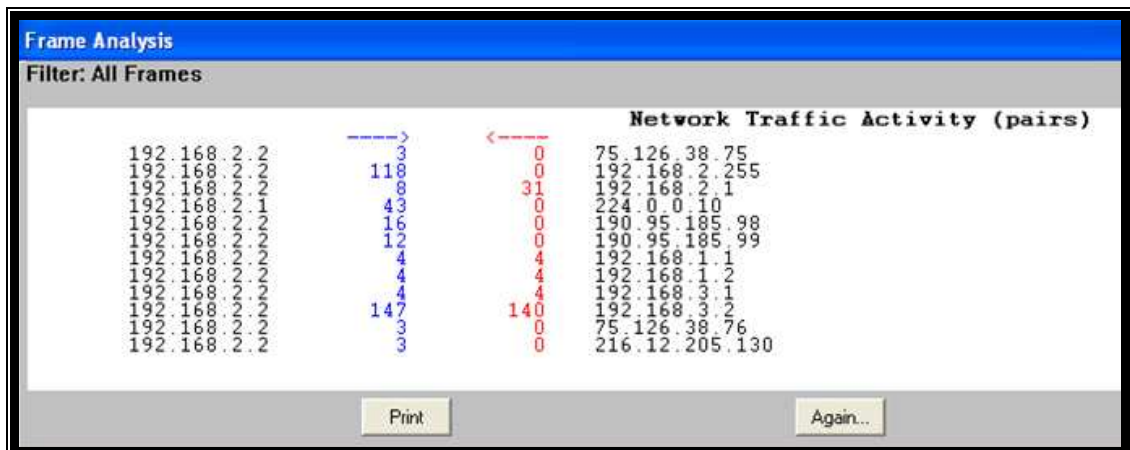 Frame Analysis
Filter: All Frames
Network Traffic Activity (pairs)
----> <----
192.168.2.2 3 0 75.126.38.75
192.168.2.2 118 0 192.168.2.255
192.168.2.2 8 31 192.168.2.1
192.168.2.1 43 0 224.0.0.10
192.168.2.2 16 0 190.95.185.98
192.168.2.2 12 0 190.95.185.99
192.168.2.2 4 4 192.168.1.1
192.168.2.2 4 4 192.168.1.2
192.168.2.2 4 4 192.168.3.1
192.168.2.2 147 140 192.168.3.2
192.168.2.2 3 0 75.126.38.76
192.168.2.2 3 0 216.12.205.130
Print Again...